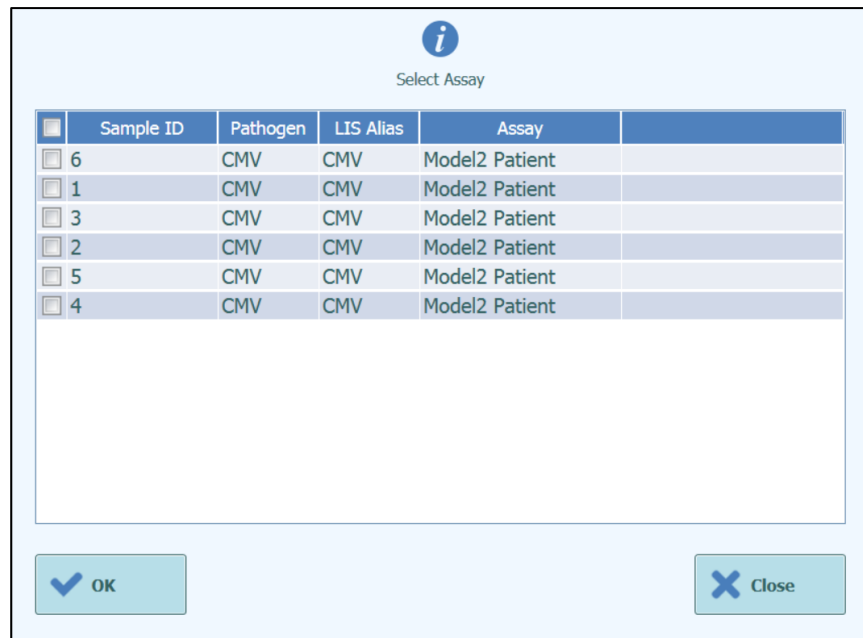 i
Select Assay
Sample ID Pathogen LIS Alias Assay
6 CMV CMV Model2 Patient
1 CMV CMV Model2 Patient
3 CMV CMV Model2 Patient
2 CMV CMV Model2 Patient
5 CMV CMV Model2 Patient
4 CMV CMV Model2 Patient
OK Close